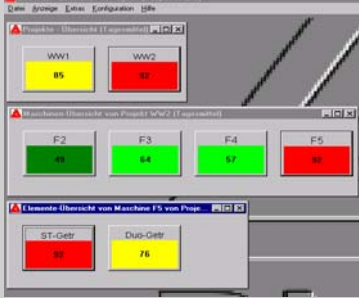 Datei Anzeige Extras Konfiguration Hilfe
Projekte - Übersicht (Tagesmittel)
WW1 WW2
85 92
Maschinen-Übersicht von Projekt WW2 (Tagesmittel)
F2 F3 F4 F5
49 64 57 92
Elemente-Übersicht von Maschine F5 von Proje...
ST-Getr Duo-Getr
92 76